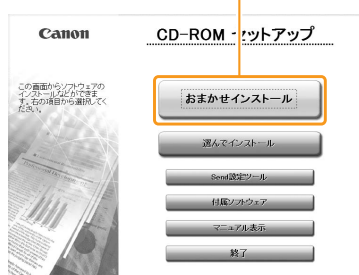 Canon
CD-ROM セットアップ
この画面からソフトウェアの
インストールなどができま
す。右の項目から選択してく
ださい。
おまかせインストール
選んでインストール
Send設定ツール
付属ソフトウェア
マニュアル表示
終了